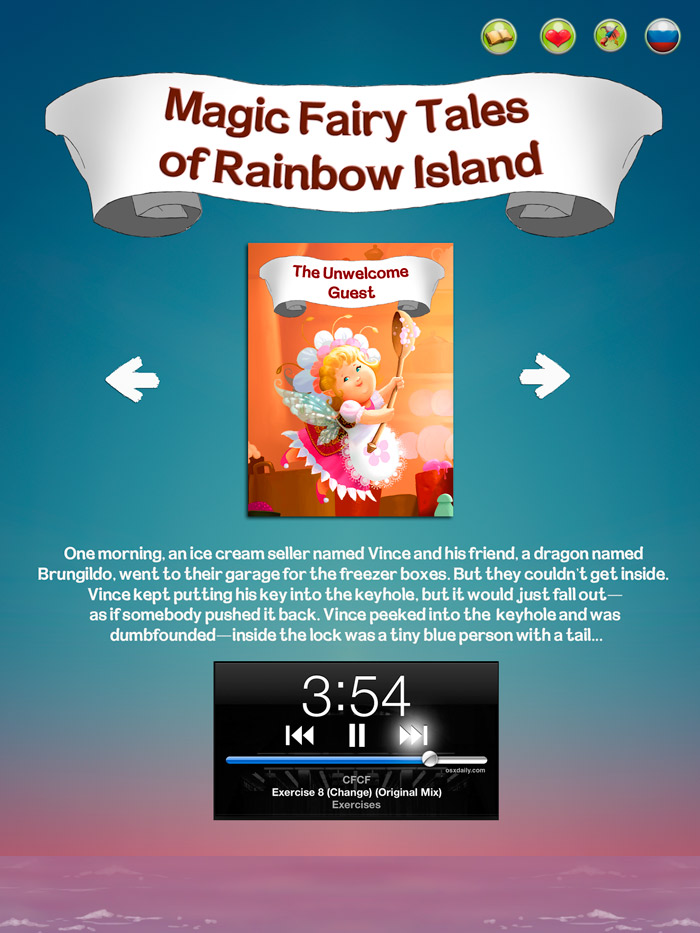 Magic Fairy Tales
of Rainbow Island
The Unwelcome
Guest
One morning, an ice cream seller named Vince and his friend, a dragon named
Brungildo, went to their garage for the freezer boxes. But they couldn't get inside.
Vince kept putting his key into the keyhole, but it would just fall out—
as if somebody pushed it back. Vince peeked into the keyhole and was
dumbfounded—inside the lock was a tiny blue person with a tail...
3:54
osxdaily.com
CFCF
Exercise 8 (Change) (Original Mix)
Exercises